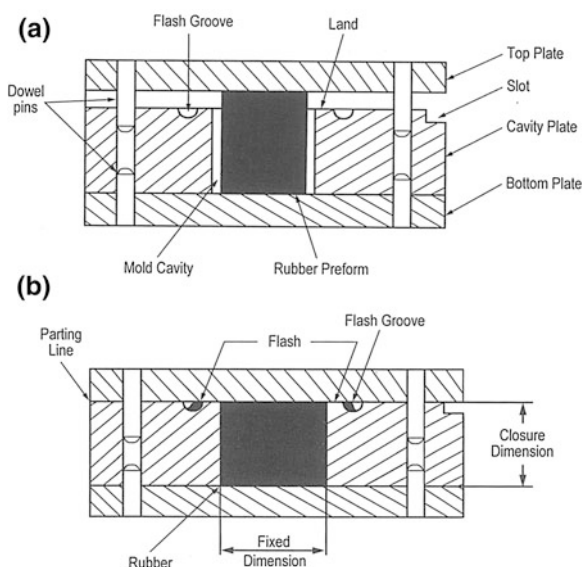 (a)
Flash Groove
Land
Top Plate
Dowel
pins
Slot
Cavity Plate
Bottom Plate
Mold Cavity
Rubber Preform
(b)
Flash Groove
Parting
Line
Flash
Closure
Dimension
Fixed
Dimension
Rubber